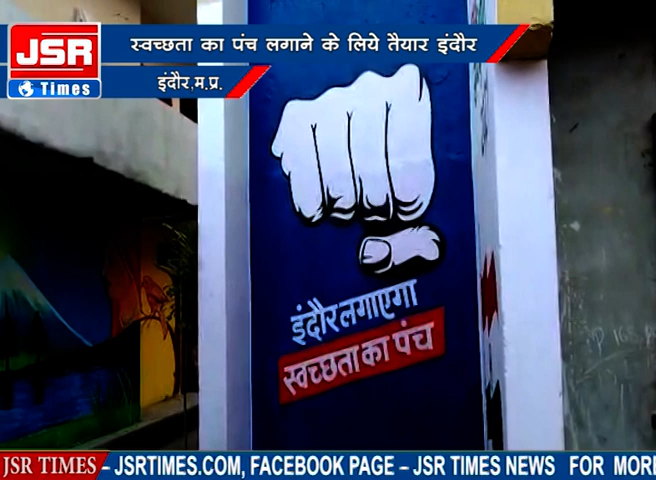 JSR
Times
स्वच्छता का पंच लगाने के लिये तैयार इंदौर
इंदौर,म.प्र.
इंदौर लगाएगा
स्वच्छता का पंच
JSR TIMES – JSRTIMES.COM, FACEBOOK PAGE – JSR TIMES NEWS FOR MORE